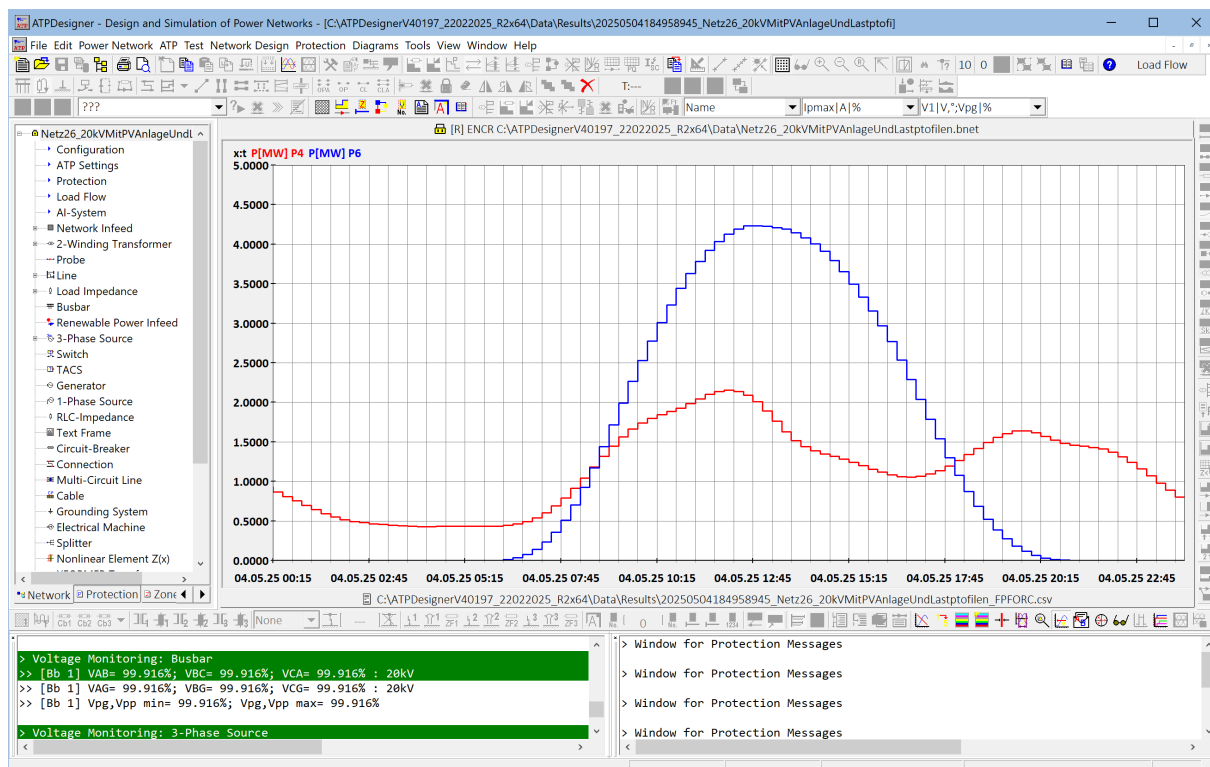 ATPDesigner - Design and Simulation of Power Networks - [C:\ATPDesignerV40197_22022025_R2x64\Data\Results\20250504184958945_Netz26_20kVMitPVAnlageUndLastptofi]
File Edit Power Network ATP Test Network Design Protection Diagrams Tools View Window Help
10 0 Load Flow
T:---
??? Name Ipmax|A|% V1|V,°;Vpg|%
Netz26_20kVMitPVAnlageUndL
Configuration
ATP Settings
Protection
Load Flow
AI-System
Network Infeed
2-Winding Transformer
Probe
Line
Load Impedance
Busbar
Renewable Power Infeed
3-Phase Source
Switch
TACS
Generator
1-Phase Source
RLC-Impedance
Text Frame
Circuit-Breaker
Connection
Multi-Circuit Line
Cable
Grounding System
Electrical Machine
Splitter
Nonlinear Element Z(x)
Network Protection Zone
[R] ENCR C:\ATPDesignerV40197_22022025_R2x64\Data\Netz26_20kVMitPVAnlageUndLastptofilen.bnet
x:t P[MW] P4 P[MW] P6
5.0000
4.5000
4.0000
3.5000
3.0000
2.5000
2.0000
1.5000
1.0000
0.5000
0.0000
04.05.25 00:15 04.05.25 02:45 04.05.25 05:15 04.05.25 07:45 04.05.25 10:15 04.05.25 12:45 04.05.25 15:15 04.05.25 17:45 04.05.25 20:15 04.05.25 22:45
C:\ATPDesignerV40197_22022025_R2x64\Data\Results\20250504184958945_Netz26_20kVMitPVAnlageUndLastptofilen_FPFORC.csv
> Voltage Monitoring: Busbar
>> [Bb 1] VAB= 99.916%; VBC= 99.916%; VCA= 99.916% : 20kV
>> [Bb 1] VAG= 99.916%; VBG= 99.916%; VCG= 99.916% : 20kV
>> [Bb 1] Vpg,Vpp min= 99.916%; Vpg,Vpp max= 99.916%
> Voltage Monitoring: 3-Phase Source
> Window for Protection Messages
> Window for Protection Messages
> Window for Protection Messages
> Window for Protection Messages